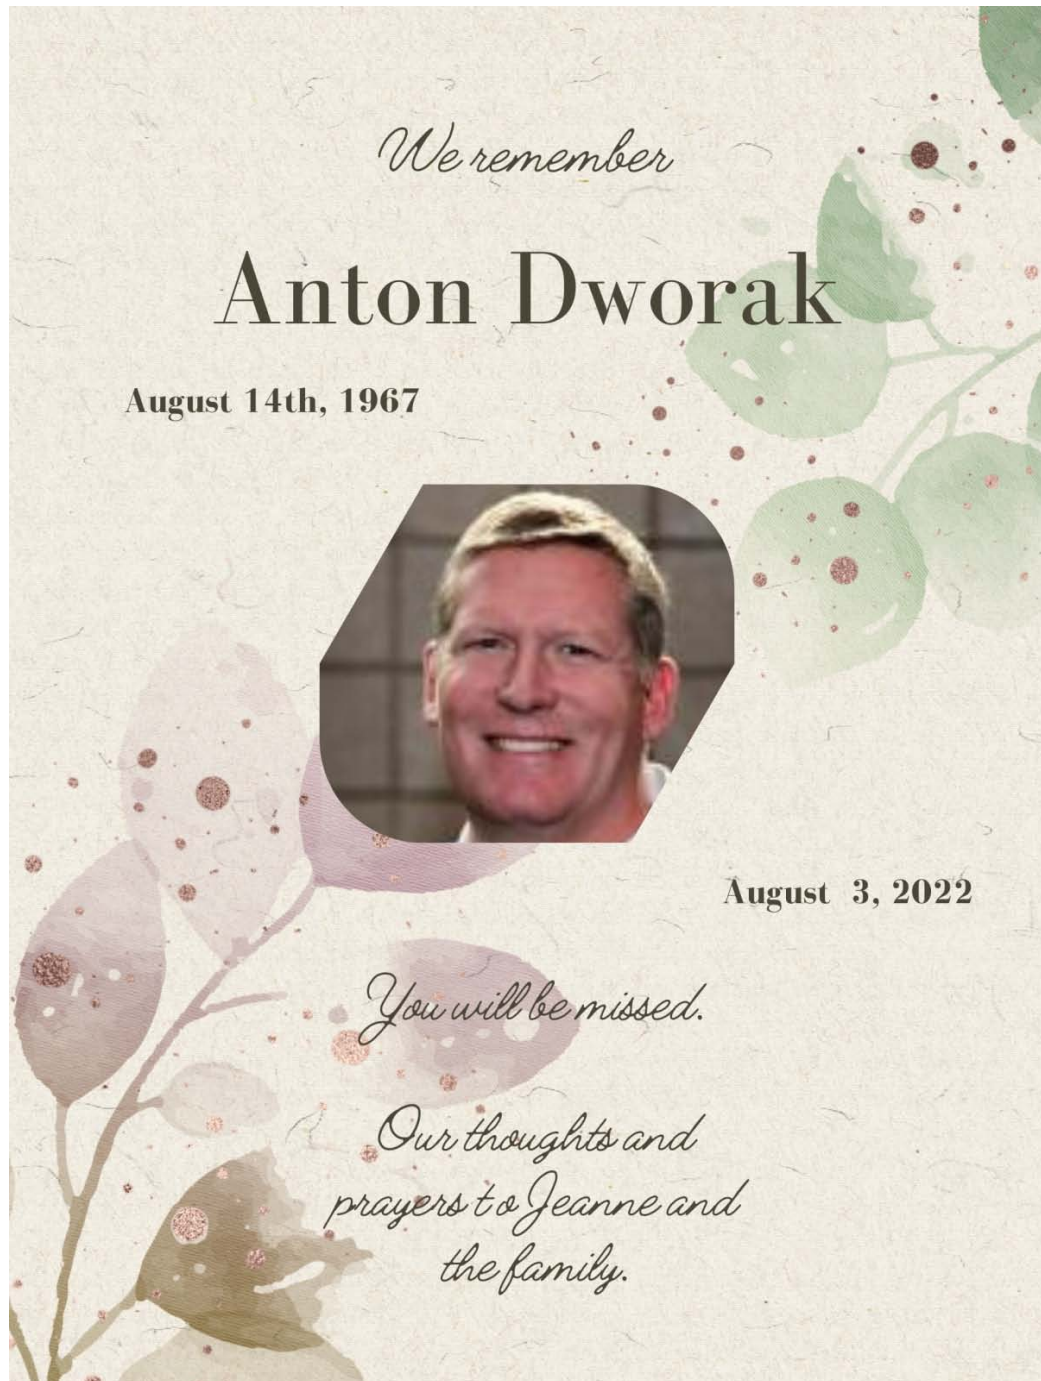 We remember
Anton Dworak
August 14th, 1967
August 3, 2022
You will be missed.
Our thoughts and
prayers to Jeanne and
the family.